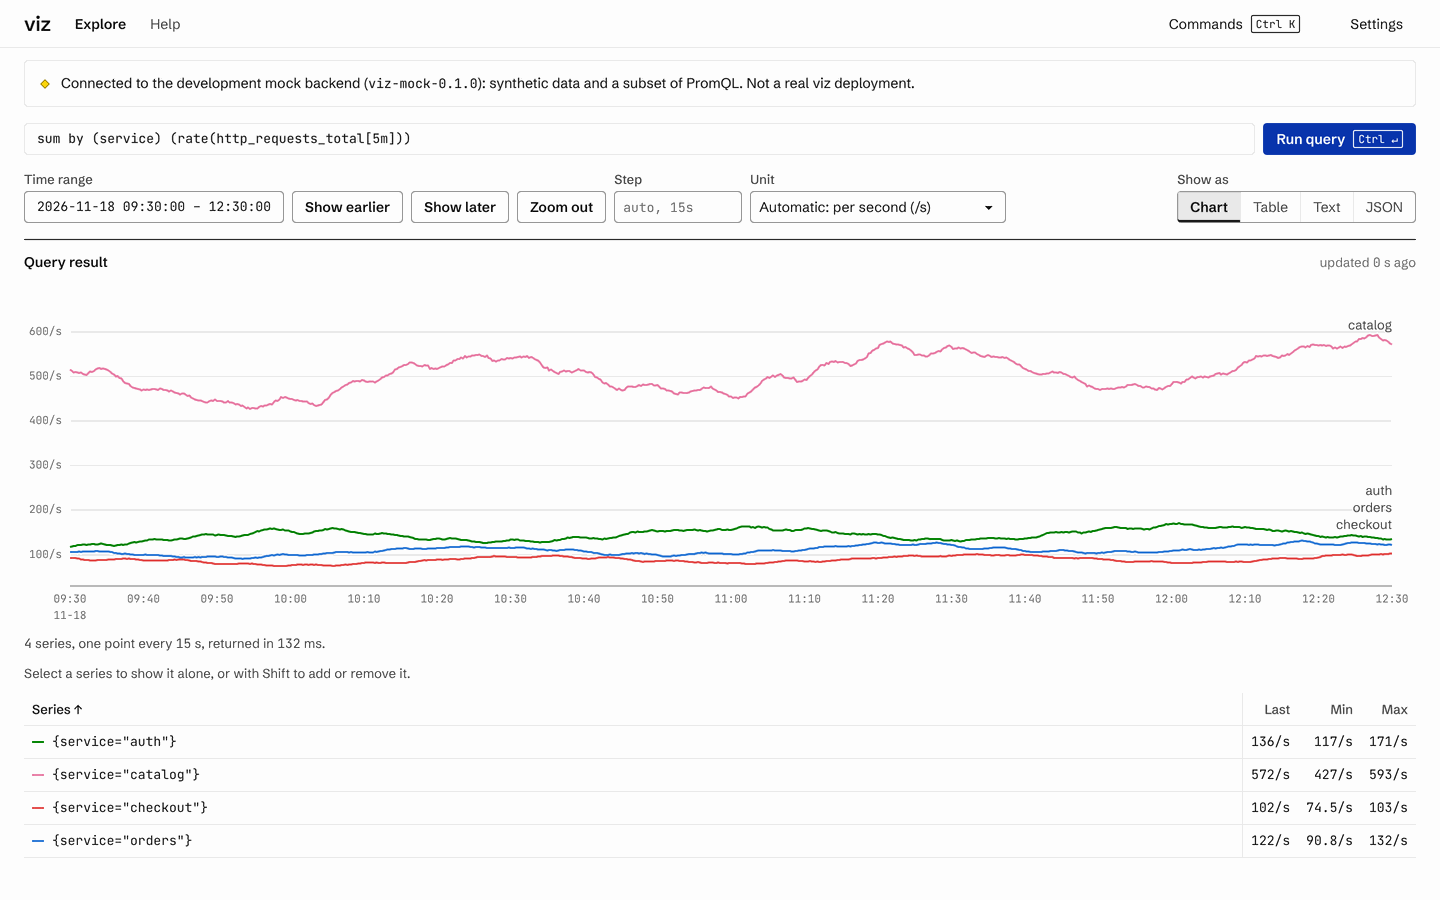 viz Explore Help Commands Ctrl K Settings
Connected to the development mock backend (viz-mock-0.1.0): synthetic data and a subset of PromQL. Not a real viz deployment.
sum by (service) (rate(http_requests_total[5m])) Run query Ctrl ↵
Time range Step Unit Show as
2026-11-18 09:30:00 – 12:30:00 Show earlier Show later Zoom out auto, 15s Automatic: per second (/s) Chart Table Text JSON
Query result updated 0 s ago
catalog
600/s
500/s
400/s
300/s
auth
200/s orders
checkout
100/s
09:30 09:40 09:50 10:00 10:10 10:20 10:30 10:40 10:50 11:00 11:10 11:20 11:30 11:40 11:50 12:00 12:10 12:20 12:30
11-18
4 series, one point every 15 s, returned in 132 ms.
Select a series to show it alone, or with Shift to add or remove it.
Series ↑ Last Min Max
{service="auth"} 136/s 117/s 171/s
{service="catalog"} 572/s 427/s 593/s
{service="checkout"} 102/s 74.5/s 103/s
{service="orders"} 122/s 90.8/s 132/s